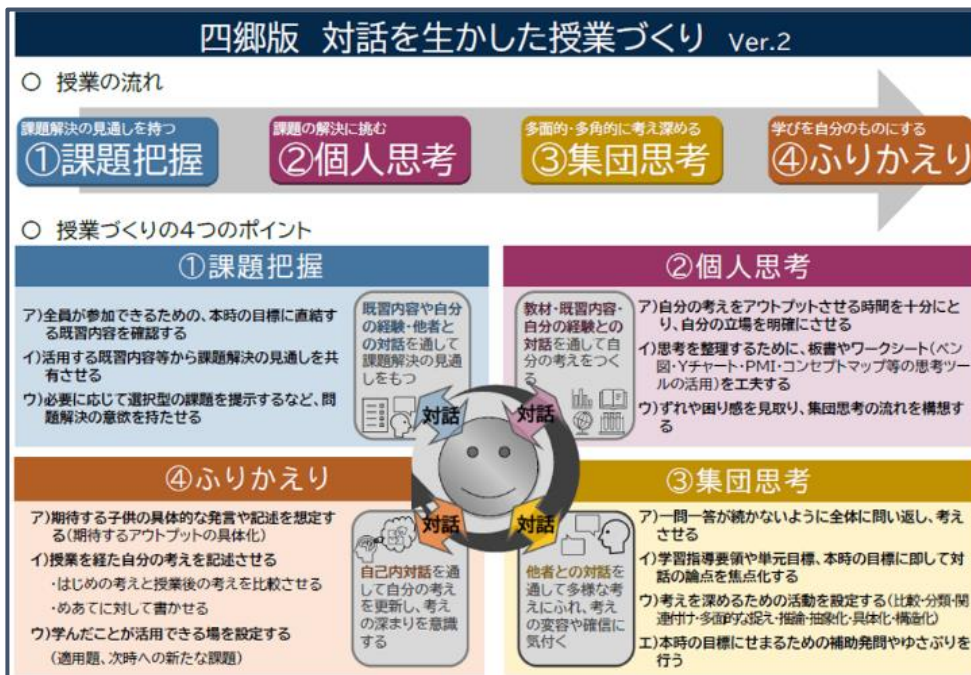 四郷版 対話を生かした授業づくり Ver.2
○ 授業の流れ
課題解決の見通しを持つ
①課題把握
課題の解決に挑む
②個人思考
多面的・多角的に考え深める
③集団思考
学びを自分のものにする
④ふりかえり
○ 授業づくりの4つのポイント
①課題把握
ア)全員が参加できるための、本時の目標に直結す
る既習内容を確認する
イ)活用する既習内容等から課題解決の見通しを共
有させる
ウ)必要に応じて選択型の課題を提示するなど、問
題解決の意欲を持たせる
既習内容や自分
の経験・他者と
の対話を通して
課題解決の見通
しをもつ
対話
②個人思考
教材・既習内容・
自分の経験との
対話を通して自
分の考えをつく
る
対話
ア)自分の考えをアウトプットさせる時間を十分にと
り、自分の立場を明確にさせる
イ)思考を整理するために、板書やワークシート(ベン
図・Yチャート・PMI・コンセプトマップ等の思考ツー
ルの活用)を工夫する
ウ)ずれや困り感を見取り、集団思考の流れを構想す
る
④ふりかえり
ア)期待する子供の具体的な発言や記述を想定す
る(期待するアウトプットの具体化)
イ)授業を経た自分の考えを記述させる
・はじめの考えと授業後の考えを比較させる
・めあてに対して書かせる
ウ)学んだことが活用できる場を設定する
(適用題、次時への新たな課題)
対話
自己内対話を通
して自分の考え
を更新し、考え
の深まりを意識
する
③集団思考
対話
他者との対話を
通して多様な考
えにふれ、考え
の変容や確信に
気付く
ア)一問一答が続かないように全体に問い返し、考え
させる
イ)学習指導要領や単元目標、本時の目標に即して対
話の論点を焦点化する
ウ)考えを深めるための活動を設定する(比較・分類・関
連付け・多面的な捉え・推論・抽象化・具体化・構造化)
エ)本時の目標にせまるための補助発問やゆさぶりを
行う